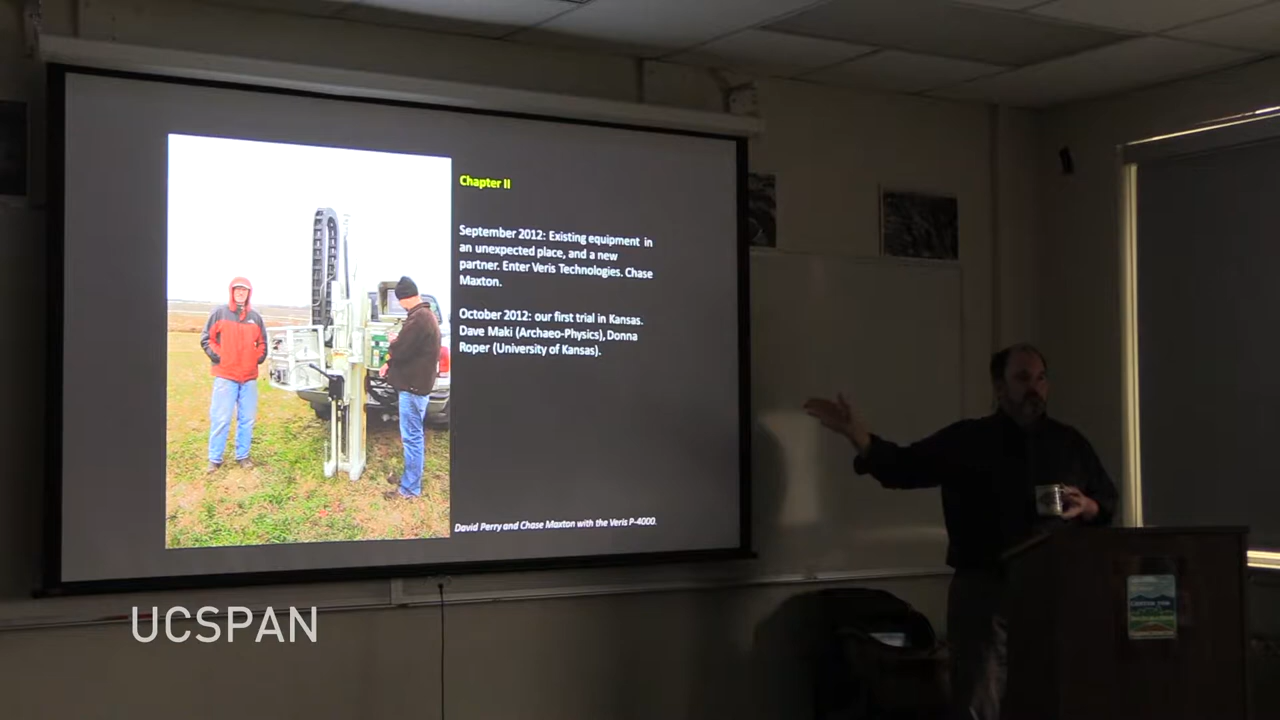 Chapter II
September 2012: Existing equipment in
an unexpected place, and a new
partner. Enter Veris Technologies. Chase
Maxton.
October 2012: our first trial in Kansas.
Dave Maki (Archaeo-Physics), Donna
Roper (University of Kansas).
David Perry and Chase Maxton with the Veris P-4000.
UCSPAN